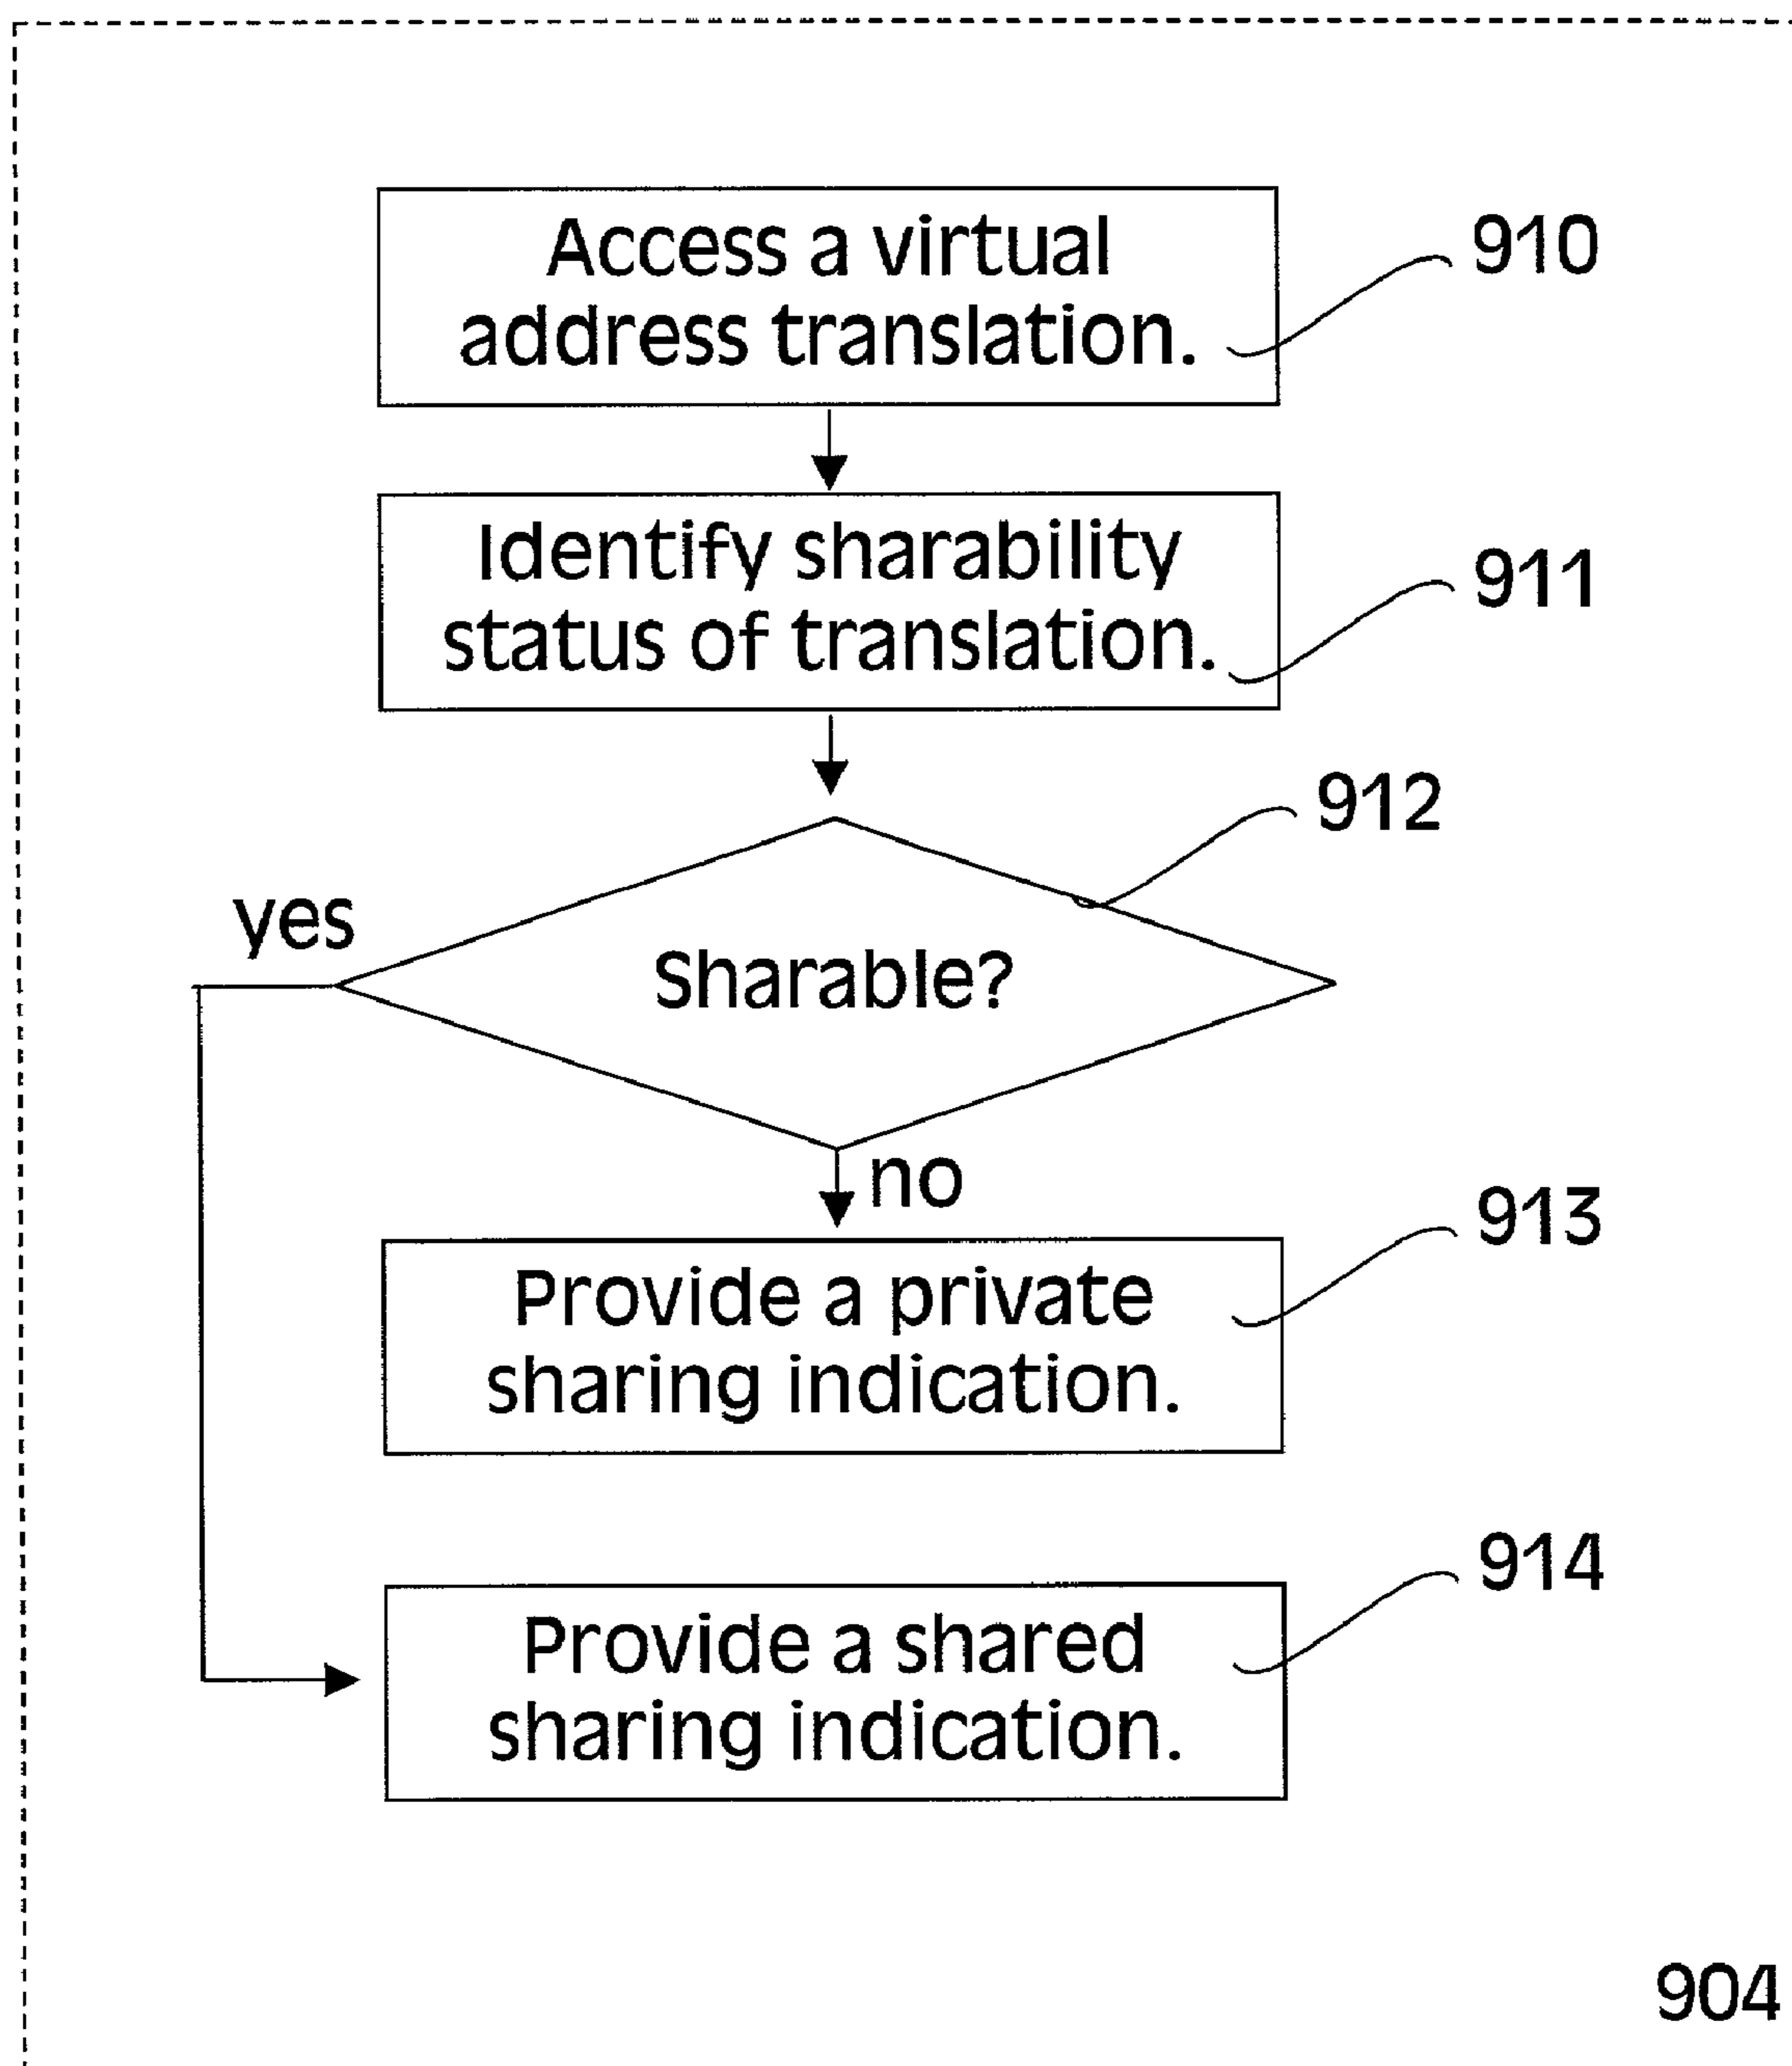 Access a virtual
address translation.
910
Identify sharability
status of translation.
911
912
yes
Sharable?
no
913
Provide a private
sharing indication.
914
Provide a shared
sharing indication.
904